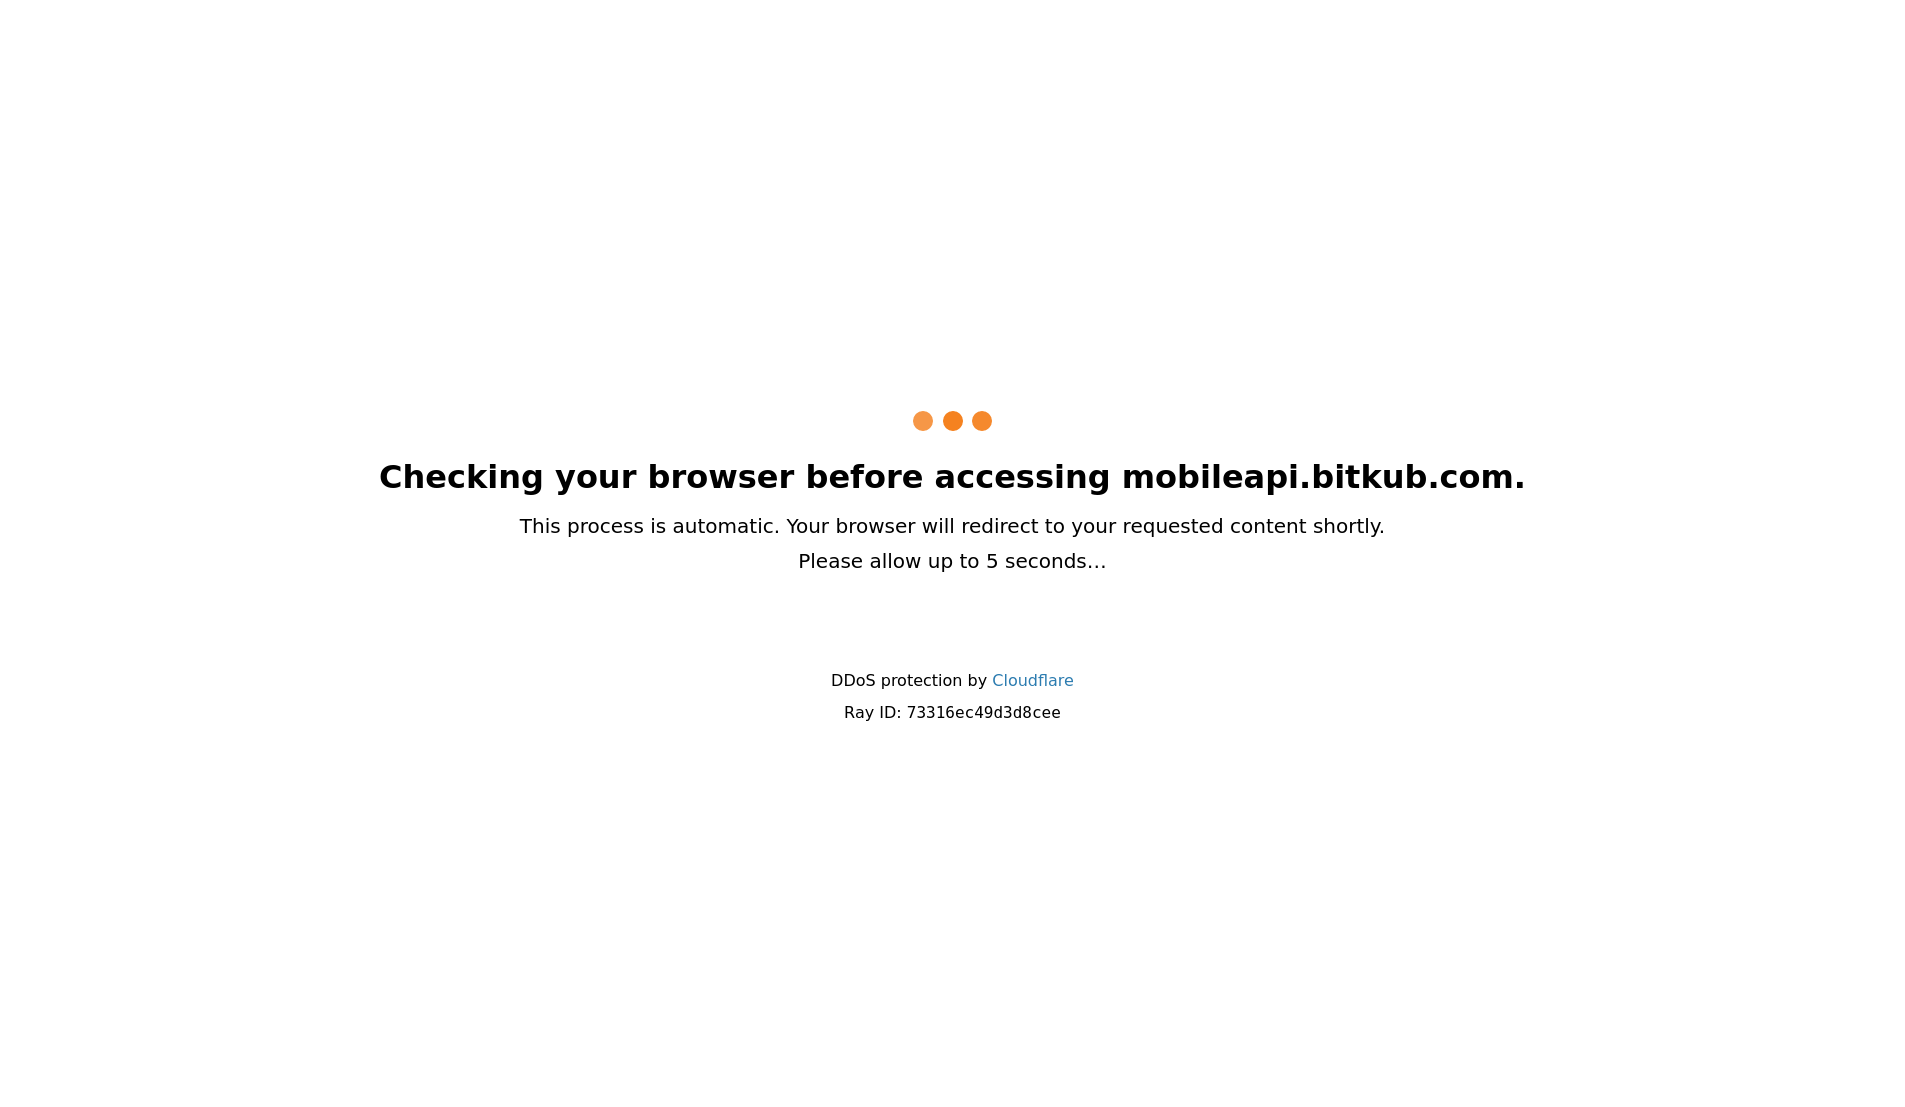 Checking your browser before accessing mobileapi.bitkub.com.
This process is automatic. Your browser will redirect to your requested content shortly.
Please allow up to 5 seconds…
DDoS protection by Cloudflare
Ray ID: 73316ec49d3d8cee